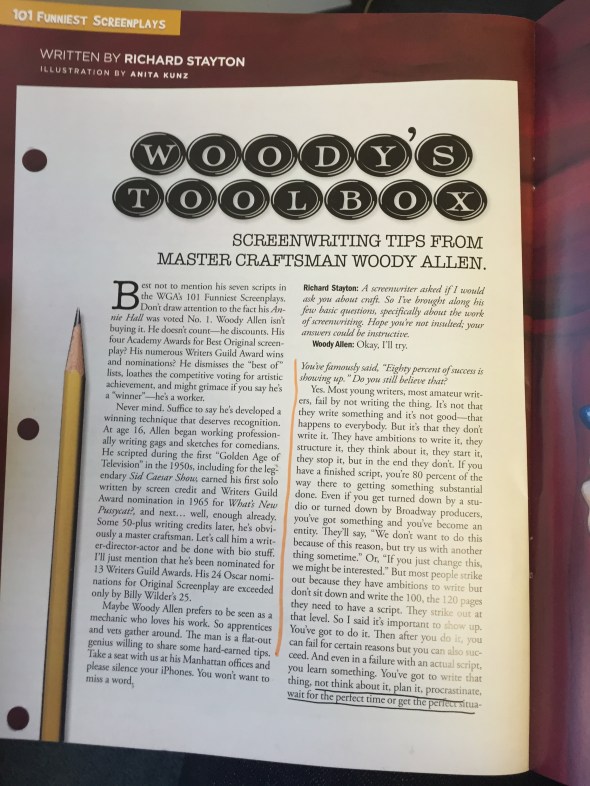 101 FUNNIEST SCREENPLAYS
WRITTEN BY RICHARD STAYTON
ILLUSTRATION BY ANITA KUNZ
WOODY'S
TOOLBOX
SCREENWRITING TIPS FROM
MASTER CRAFTSMAN WOODY ALLEN.
Best not to mention his seven scripts in
the WGA's 101 Funniest Screenplays.
Don't draw attention to the fact his An-
nie Hall was voted No. 1. Woody Allen isn't
buying it. He doesn't count—he discounts. His
four Academy Awards for Best Original screen-
play? His numerous Writers Guild Award wins
and nominations? He dismisses the "best of"
lists, loathes the competitive voting for artistic
achievement, and might grimace if you say he's
a "winner"—he's a worker.
Never mind. Suffice to say he's developed a
winning technique that deserves recognition.
At age 16, Allen began working profession-
ally writing gags and sketches for comedians.
He scripted during the first "Golden Age of
Television" in the 1950s, including for the leg-
endary Sid Caesar Show, earned his first solo
written by screen credit and Writers Guild
Award nomination in 1965 for What's New
Pussycat?, and next... well, enough already.
Some 50-plus writing credits later, he's obvi-
ously a master craftsman. Let's call him a writ-
er-director-actor and be done with bio stuff.
I'll just mention that he's been nominated for
13 Writers Guild Awards. His 24 Oscar nomi-
nations for Original Screenplay are exceeded
only by Billy Wilder's 25.
Maybe Woody Allen prefers to be seen as a
mechanic who loves his work. So apprentices
and vets gather around. The man is a flat-out
genius willing to share some hard-earned tips.
Take a seat with us at his Manhattan offices and
please silence your iPhones. You won't want to
miss a word.
Richard Stayton: A screenwriter asked if I would
ask you about craft. So I've brought along his
few basic questions, specifically about the work
of screenwriting. Hope you're not insulted; your
answers could be instructive.
Woody Allen: Okay, I'll try.
You've famously said, "Eighty percent of success is
showing up." Do you still believe that?
Yes. Most young writers, most amateur writ-
ers, fail by not writing the thing. It's not that
they write something and it's not good—that
happens to everybody. But it's that they don't
write it. They have ambitions to write it, they
structure it, they think about it, they start it,
they stop it, but in the end they don't. If you
have a finished script, you're 80 percent of the
way there to getting something substantial
done. Even if you get turned down by a stu-
dio or turned down by Broadway producers,
you've got something and you've become an
entity. They'll say, "We don't want to do this
because of this reason, but try us with another
thing sometime." Or, "If you just change this,
we might be interested." But most people strike
out because they have ambitions to write but
don't sit down and write the 100, the 120 pages
they need to have a script. They strike out at
that level. So I said it's important to show up.
You've got to do it. Then after you do it, you
can fail for certain reasons but you can also suc-
ceed. And even in a failure with an actual script,
you learn something. You've got to write that
thing, not think about it, plan it, procrastinate,
wait for the perfect time or get the perfect situa-